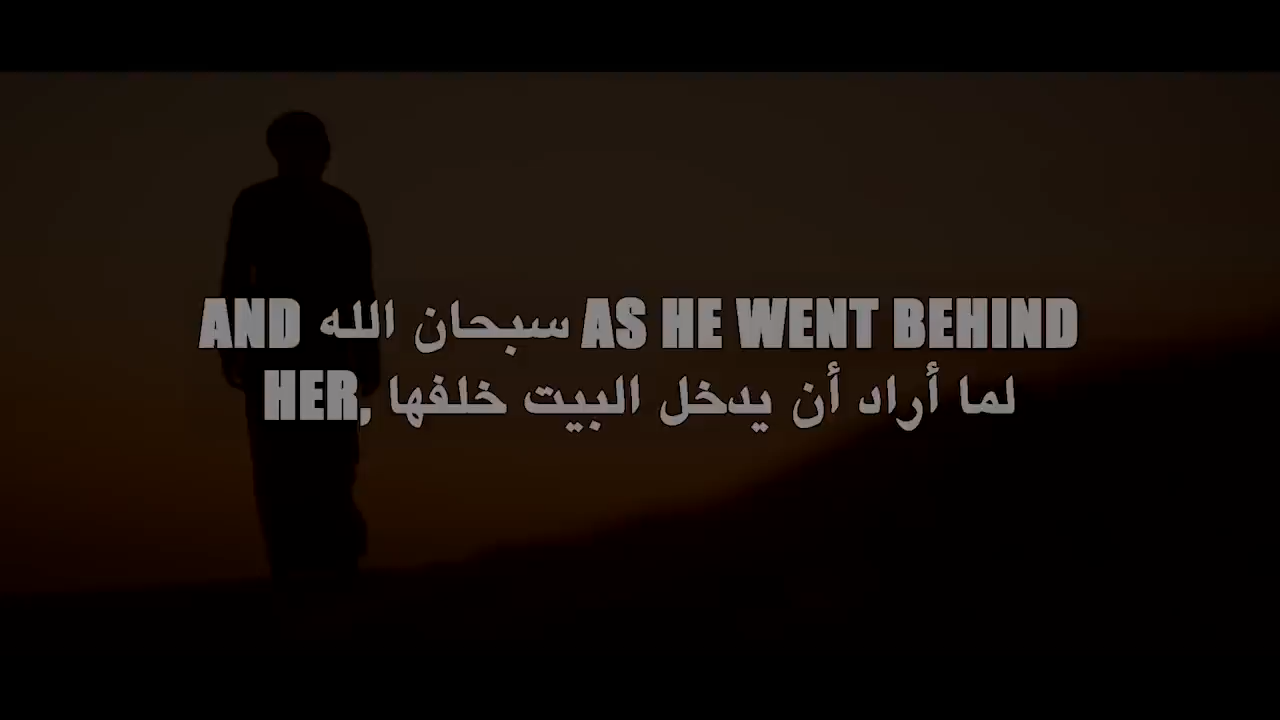 AND سبحان الله AS HE WENT BEHIND
HER, لما أراد أن يدخل البيت خلفها